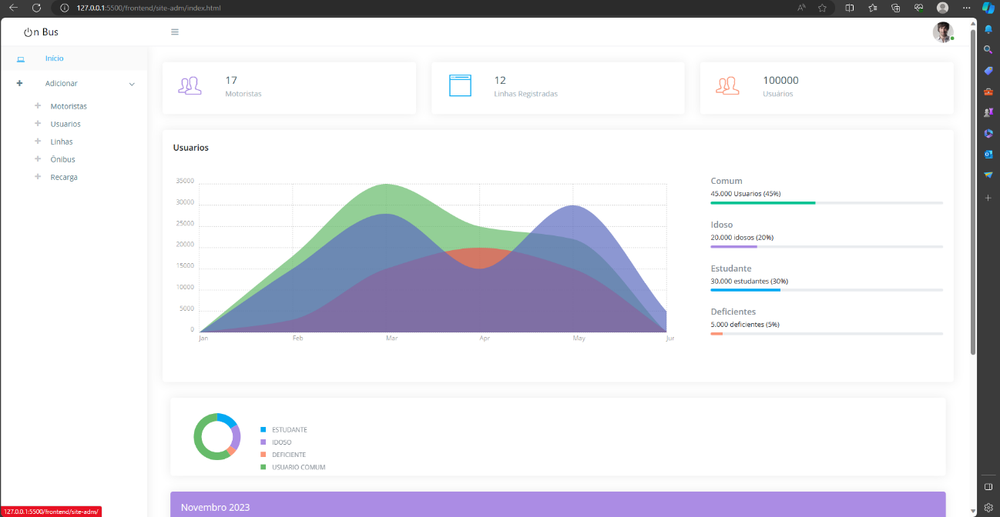 127.0.0.1:5500/frontend/site-adm/index.html
On Bus
Início
Adicionar
Motoristas
Usuarios
Linhas
Ônibus
Recarga
17
Motoristas
12
Linhas Registradas
100000
Usuários
Usuarios
35000
30000
25000
20000
15000
10000
5000
0
Jan
Feb
Mar
Apr
May
Jur
Comum
45.000 Usuarios (45%)
Idoso
20.000 idosos (20%)
Estudante
30.000 estudantes (30%)
Deficientes
5.000 deficientes (5%)
ESTUDANTE
IDOSO
DEFICIENTE
USUARIO COMUM
Novembro 2023
127.0.0.1:5500/frontend/site-adm/